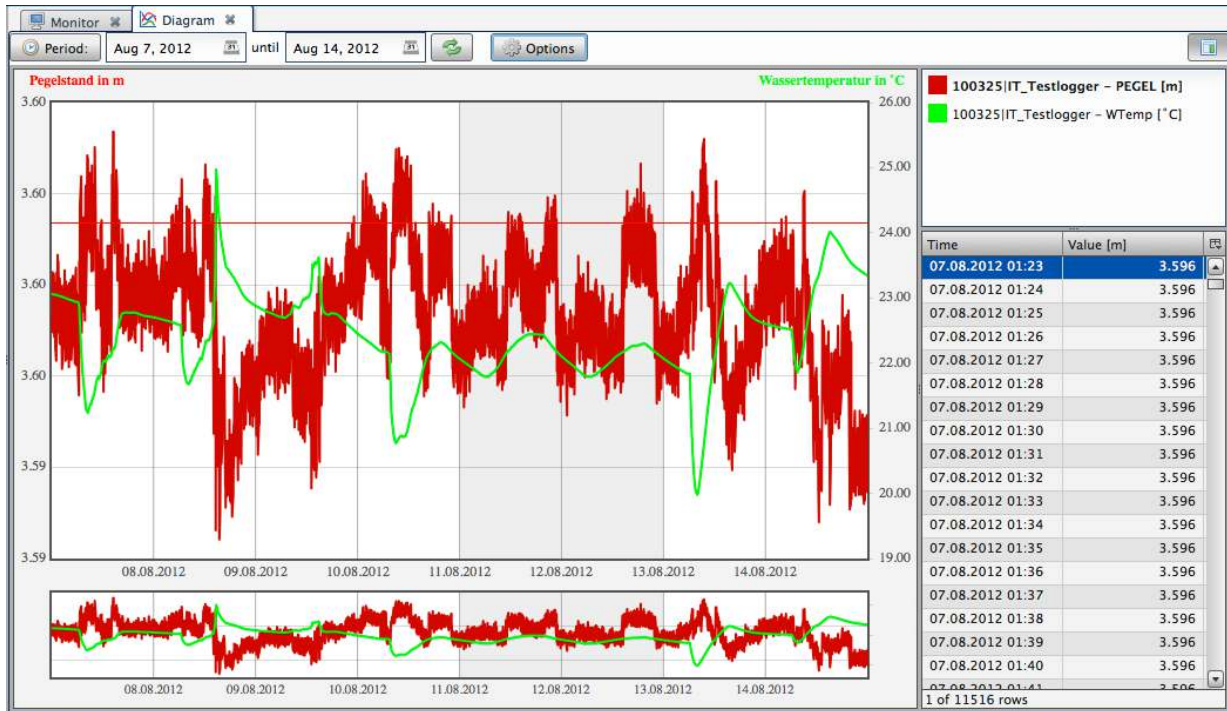 Monitor
Diagram
Period: Aug 7, 2012 until Aug 14, 2012 Options
Pegelstand in m
Wassertemperatur in °C
3.60
3.60
3.60
3.60
3.59
3.59
26.00
25.00
24.00
23.00
22.00
21.00
20.00
19.00
08.08.2012 09.08.2012 10.08.2012 11.08.2012 12.08.2012 13.08.2012 14.08.2012
08.08.2012 09.08.2012 10.08.2012 11.08.2012 12.08.2012 13.08.2012 14.08.2012
100325|IT_Testlogger - PEGEL [m]
100325|IT_Testlogger - WTemp [°C]
Time Value [m]
07.08.2012 01:23 3.596
07.08.2012 01:24 3.596
07.08.2012 01:25 3.596
07.08.2012 01:26 3.596
07.08.2012 01:27 3.596
07.08.2012 01:28 3.596
07.08.2012 01:29 3.596
07.08.2012 01:30 3.596
07.08.2012 01:31 3.596
07.08.2012 01:32 3.596
07.08.2012 01:33 3.596
07.08.2012 01:34 3.596
07.08.2012 01:35 3.596
07.08.2012 01:36 3.596
07.08.2012 01:37 3.596
07.08.2012 01:38 3.596
07.08.2012 01:39 3.596
07.08.2012 01:40 3.596
07.08.2012 01:41 3.596
1 of 11516 rows